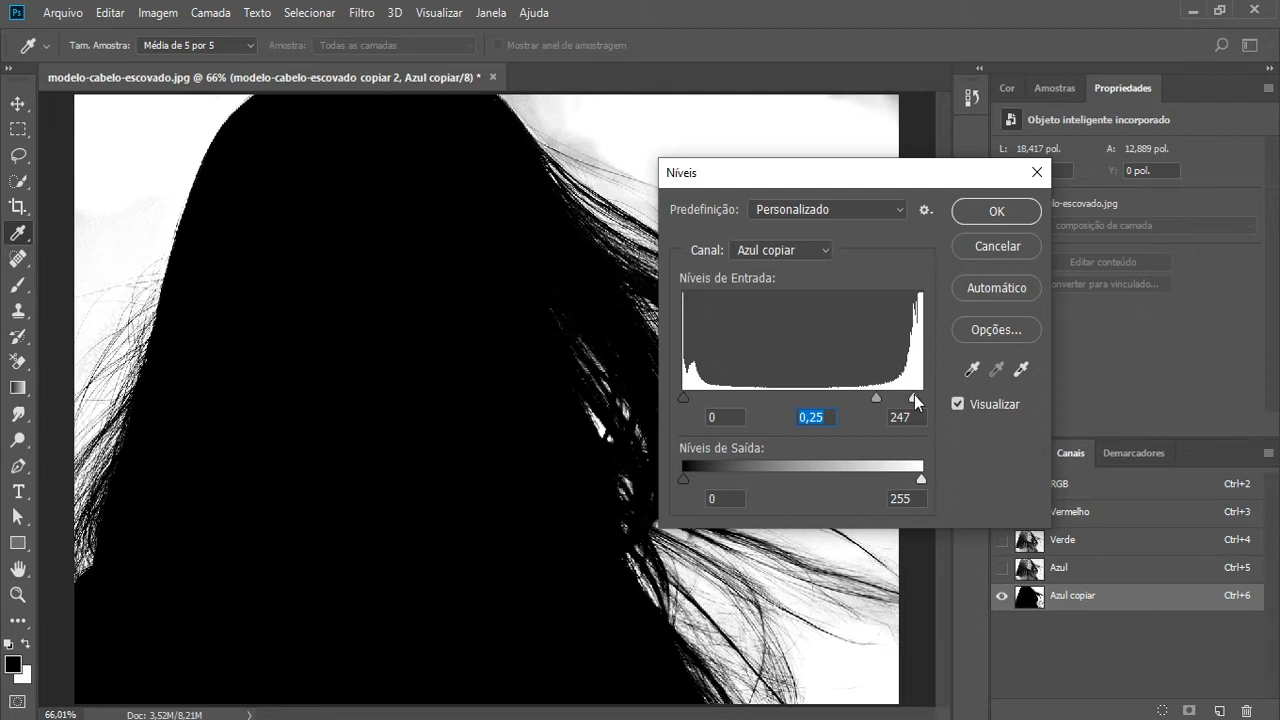 Ps Arquivo Editar Imagem Camada Texto Selecionar Filtro 3D Visualizar Janela Ajuda
Tam. Amostra: Média de 5 por 5 Amostra: Todas as camadas Mostrar anel de amostragem
modelo-cabelo-escovado.jpg @ 66% (modelo-cabelo-escovado copiar 2, Azul copiar/8) * ×
Cor Amostras Propriedades
Objeto inteligente incorporado
L: 18,417 pol. A: 12,889 pol.
Y: 0 pol.
lo-escovado.jpg
composição de camada
Editar conteúdo
onverter para vinculado...
Níveis
Predefinição: Personalizado
OK
Canal: Azul copiar
Cancelar
Níveis de Entrada:
Automático
Opções...
Visualizar
0 0,25 247
Níveis de Saída:
0 255
Canais Demarcadores
RGB Ctrl+2
Vermelho Ctrl+3
Verde Ctrl+4
Azul Ctrl+5
Azul copiar Ctrl+6
66,01% Doc: 3,52M/8,21M